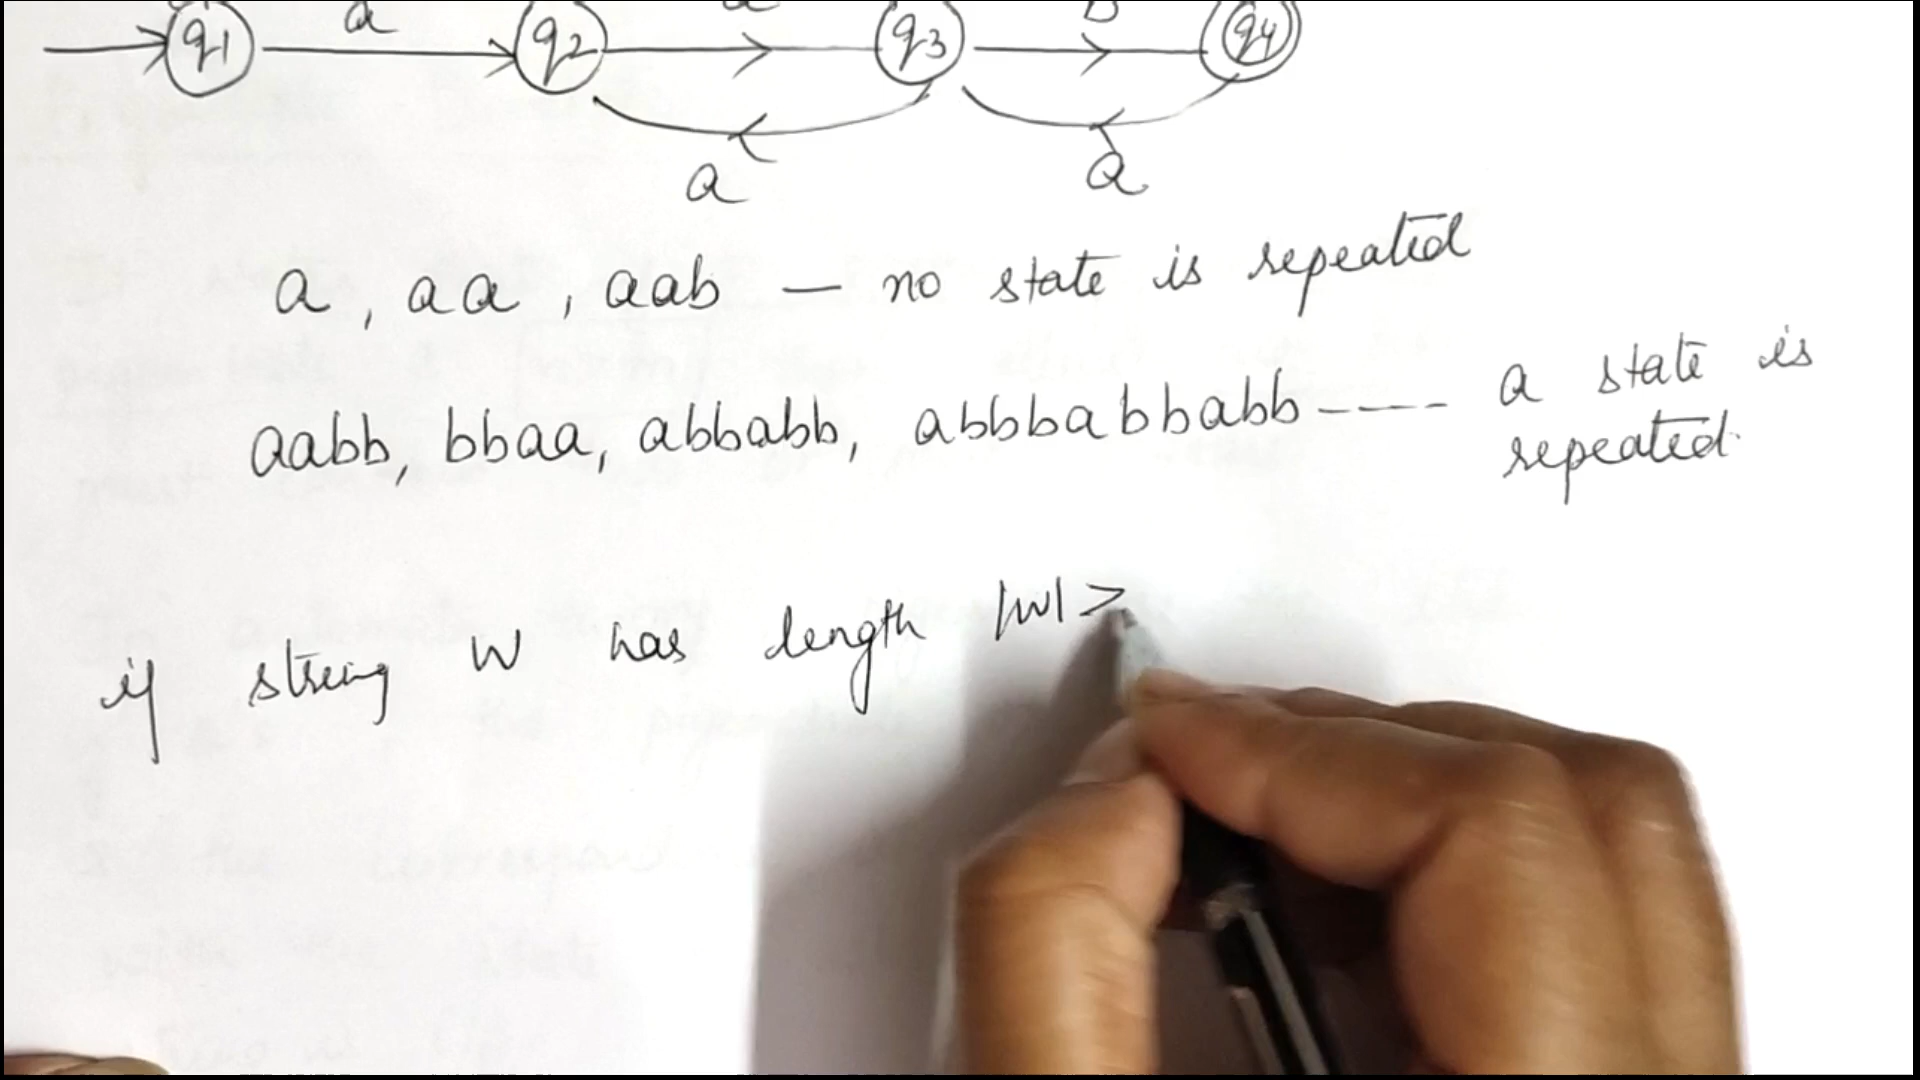 a
q1 q2 q3 q4
a a
a, aa, aab — no state is repeated
aabb, bbaa, abbabb, abbbabbabb ---- a state is
repeated.
if string W has length |W| >